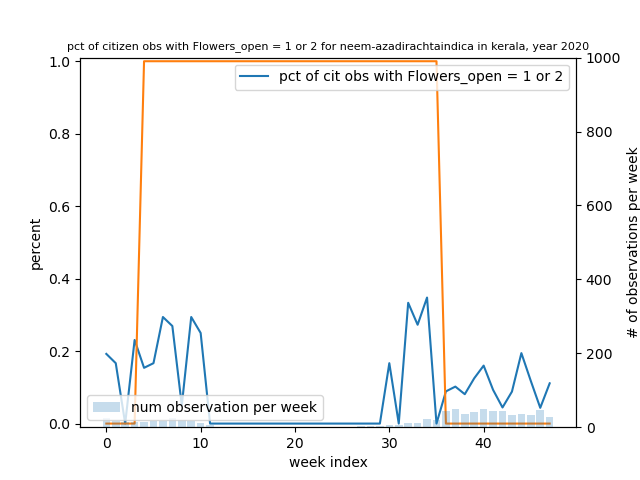 pct of citizen obs with Flowers_open = 1 or 2 for neem-azadirachtaindica in kerala, year 2020
pct of cit obs with Flowers_open = 1 or 2
num observation per week
percent
1.0
0.8
0.6
0.4
0.2
0.0
1000
800
600
400
200
0
# of observations per week
0 10 20 30 40
week index